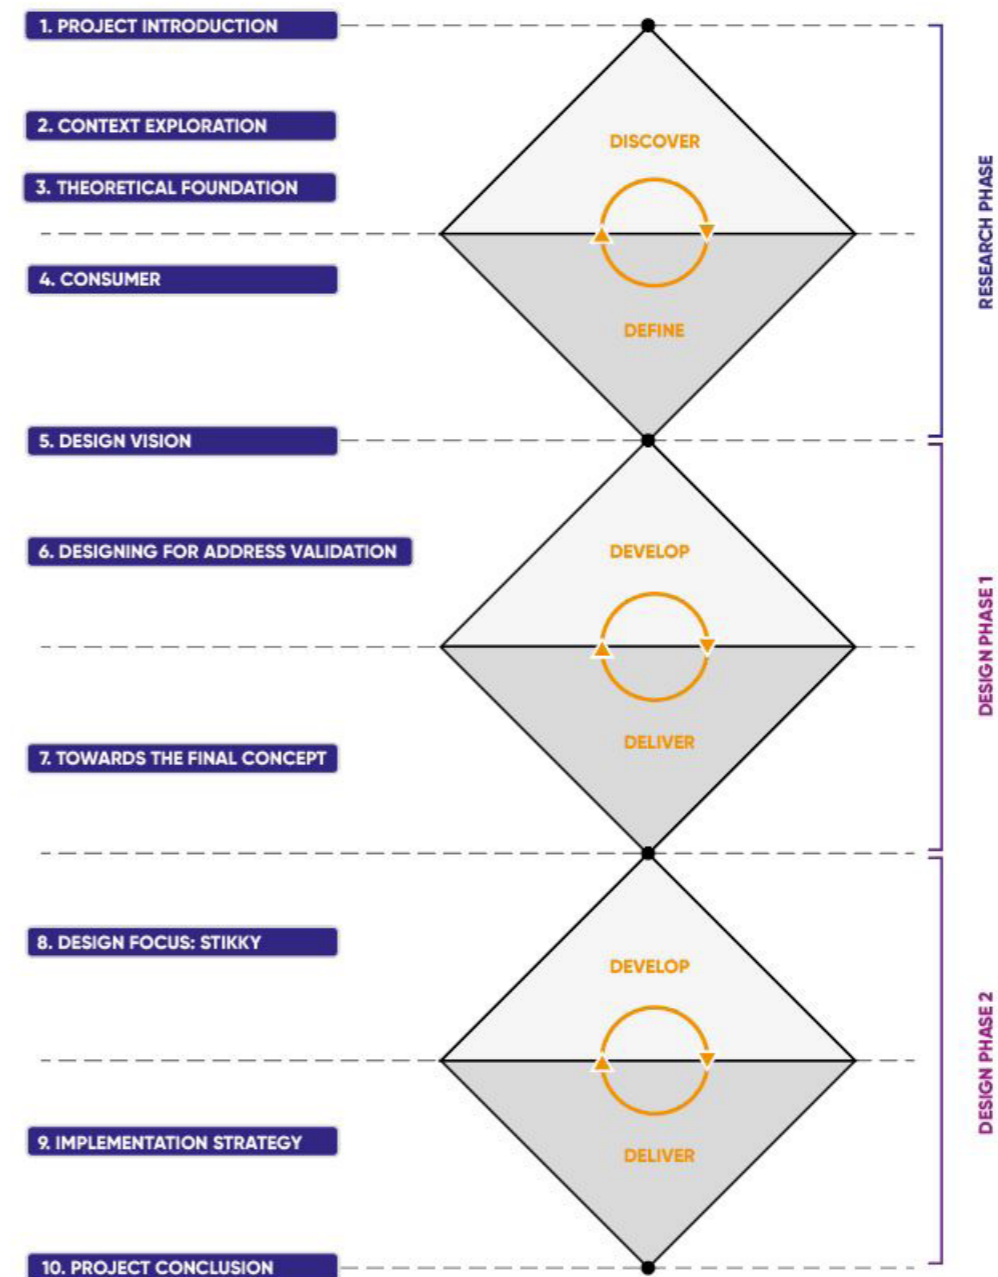 1. PROJECT INTRODUCTION
2. CONTEXT EXPLORATION
DISCOVER
3. THEORETICAL FOUNDATION
RESEARCH PHASE
4. CONSUMER
DEFINE
5. DESIGN VISION
6. DESIGNING FOR ADDRESS VALIDATION
DEVELOP
DESIGN PHASE 1
DELIVER
7. TOWARDS THE FINAL CONCEPT
8. DESIGN FOCUS: STIKKY
DEVELOP
DESIGN PHASE 2
9. IMPLEMENTATION STRATEGY
DELIVER
10. PROJECT CONCLUSION